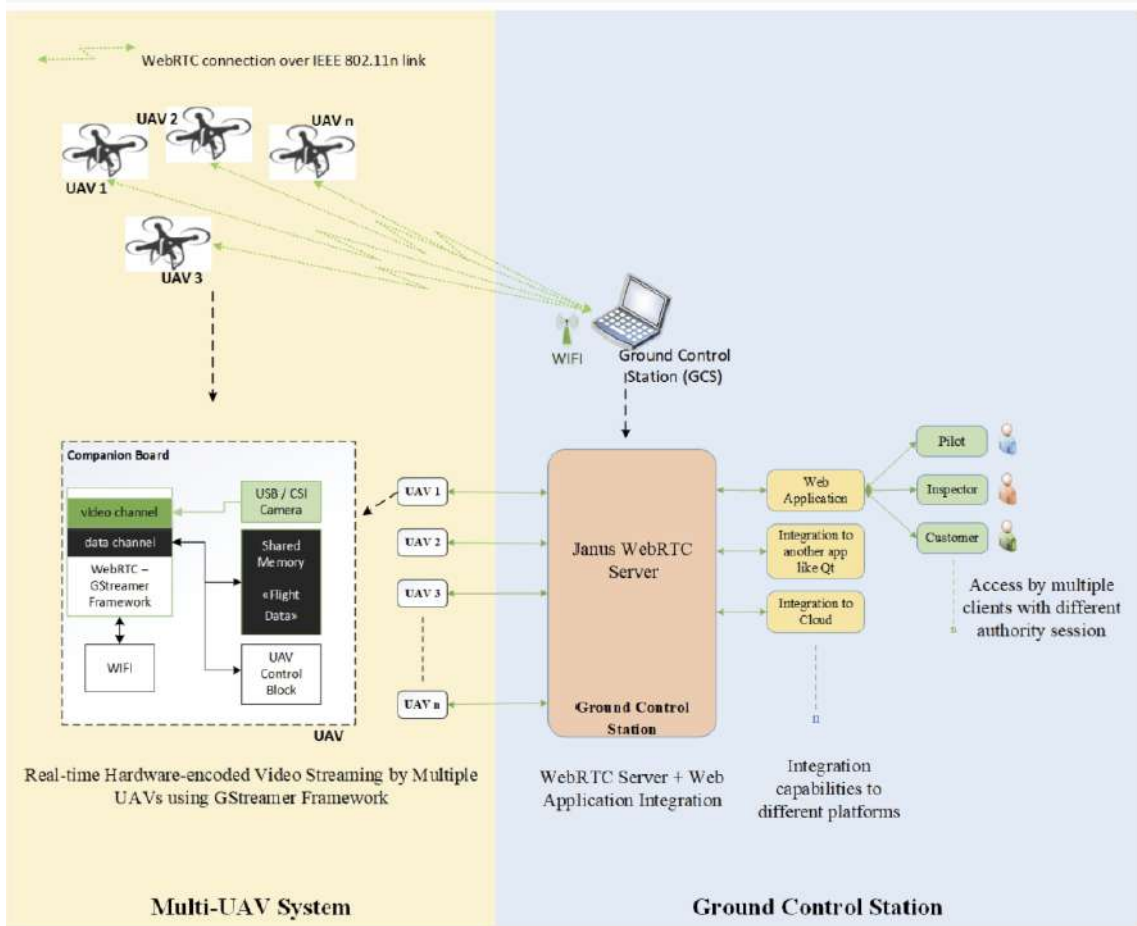 WebRTC connection over IEEE 802.11n link
UAV 2
UAV n
UAV 1
UAV 3
WIFI
Ground Control
Station (GCS)
Companion Board
video channel
data channel
WebRTC –
GStreamer
Framework
WIFI
USB / CSI
Camera
Shared
Memory
«Flight
Data»
UAV
Control
Block
UAV
UAV 1
UAV 2
UAV 3
UAV n
Janus WebRTC
Server
Ground Control
Station
Web
Application
Integration to
another app
like Qt
Integration to
Cloud
n
Pilot
Inspector
Customer
n
Access by multiple
clients with different
authority session
Real-time Hardware-encoded Video Streaming by Multiple
UAVs using GStreamer Framework
WebRTC Server + Web
Application Integration
Integration
capabilities to
different platforms
Multi-UAV System
Ground Control Station